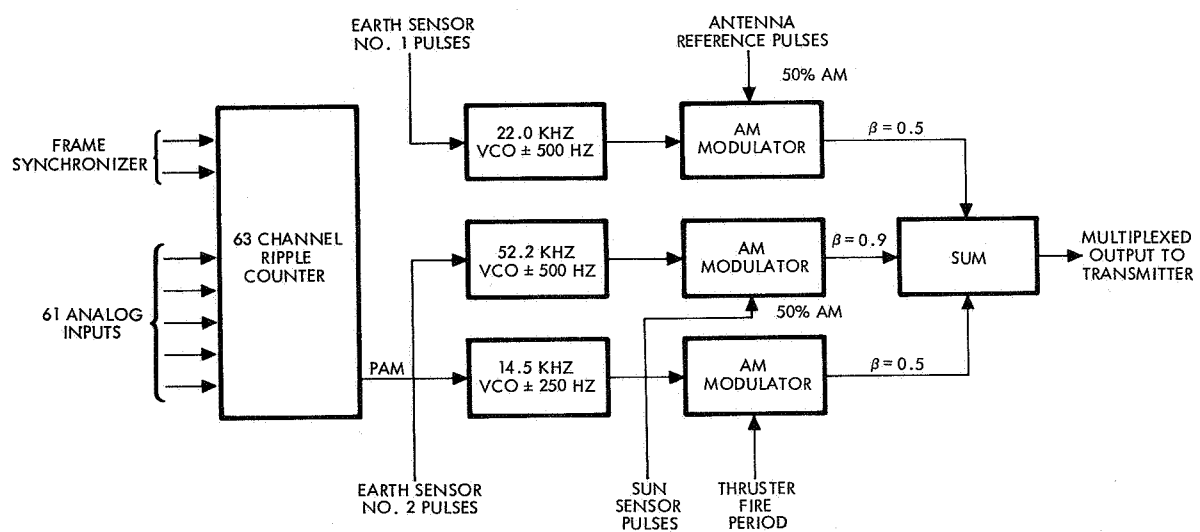 EARTH SENSOR
NO. 1 PULSES
ANTENNA
REFERENCE PULSES
50% AM
FRAME
SYNCHRONIZER
22.0 KHZ
VCO ± 500 HZ
AM
MODULATOR
β = 0.5
63 CHANNEL
RIPPLE
COUNTER
52.2 KHZ
VCO ± 500 HZ
AM
MODULATOR
β = 0.9
SUM
MULTIPLEXED
OUTPUT TO
TRANSMITTER
61 ANALOG
INPUTS
50% AM
PAM
14.5 KHZ
VCO ± 250 HZ
AM
MODULATOR
β = 0.5
EARTH SENSOR
NO. 2 PULSES
SUN
SENSOR
PULSES
THRUSTER
FIRE
PERIOD